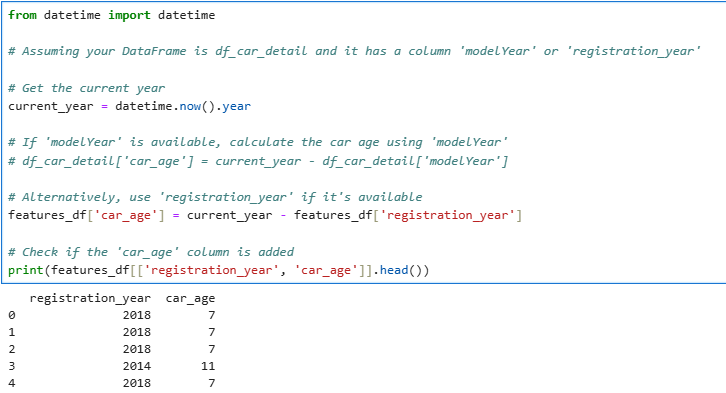 from datetime import datetime
# Assuming your DataFrame is df_car_detail and it has a column 'modelYear' or 'registration_year'
# Get the current year
current_year = datetime.now().year
# If 'modelYear' is available, calculate the car age using 'modelYear'
# df_car_detail['car_age'] = current_year - df_car_detail['modelYear']
# Alternatively, use 'registration_year' if it's available
features_df['car_age'] = current_year - features_df['registration_year']
# Check if the 'car_age' column is added
print(features_df[['registration_year', 'car_age']].head())
registration_year car_age
0 2018 7
1 2018 7
2 2018 7
3 2014 11
4 2018 7